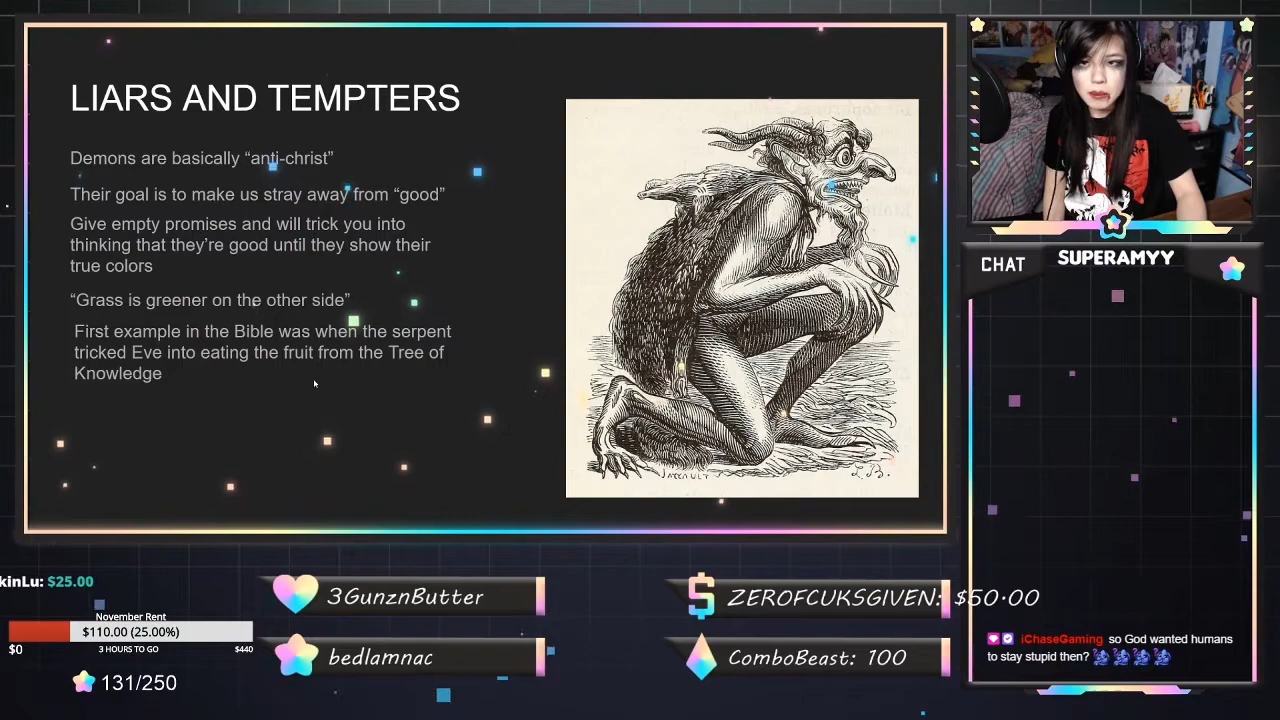 LIARS AND TEMPTERS
Demons are basically “anti-christ”
Their goal is to make us stray away from “good”
Give empty promises and will trick you into
thinking that they’re good until they show their
true colors
“Grass is greener on the other side”
First example in the Bible was when the serpent
tricked Eve into eating the fruit from the Tree of
Knowledge
L.B.
CHAT
SUPERAMYY
iChaseGaming so God wanted humans
to stay stupid then?
kinLu: $25.00
November Rent
$110.00 (25.00%)
$0
3 HOURS TO GO
$440
131/250
3GunznButter
bedlamnac
ZEROFCUKSGIVEN: $50.00
ComboBeast: 100